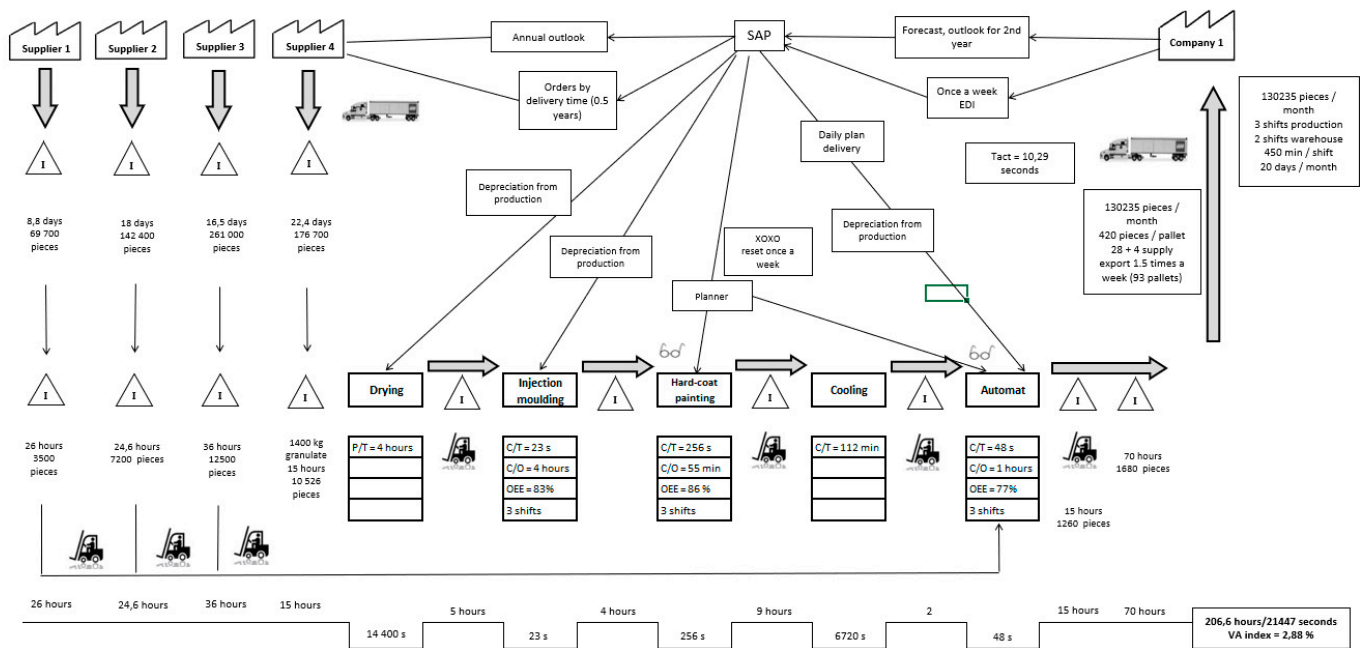 Supplier 1
Supplier 2
Supplier 3
Supplier 4
Annual outlook
SAP
Forecast, outlook for 2nd
year
Company 1
Orders by
delivery time (0.5
years)
Once a week
EDI
130235 pieces /
month
3 shifts production
2 shifts warehouse
450 min / shift
20 days / month
Daily plan
delivery
Tact = 10,29
seconds
I
I
I
I
Depreciation from
production
8,8 days
69 700
pieces
18 days
142 400
pieces
16,5 days
261 000
pieces
22,4 days
176 700
pieces
Depreciation from
production
XOXO
reset once a
week
Depreciation from
production
130235 pieces /
month
420 pieces / pallet
28 + 4 supply
export 1.5 times a
week (93 pallets)
Planner
I
I
I
I
Drying
I
Injection
moulding
I
Hard-coat
painting
I
Cooling
I
Automat
I
I
26 hours
3500
pieces
24,6 hours
7200 pieces
36 hours
12500
pieces
1400 kg
granulate
15 hours
10 526
pieces
P/T = 4 hours
C/T = 23 s
C/O = 4 hours
OEE = 83%
3 shifts
C/T = 256 s
C/O = 55 min
OEE = 86 %
3 shifts
C/T = 112 min
C/T = 48 s
C/O = 1 hours
OEE = 77%
3 shifts
15 hours
1260 pieces
70 hours
1680 pieces
26 hours
24,6 hours
36 hours
15 hours
5 hours
4 hours
9 hours
2
15 hours
70 hours
14 400 s
23 s
256 s
6720 s
48 s
206,6 hours/21447 seconds
VA index = 2,88 %